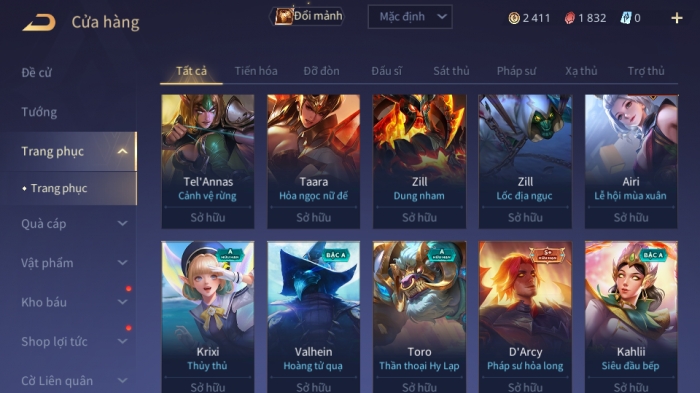 Cửa hàng
Đổi mảnh
Mặc định
2 411
1 832
0
Đề cử
Tướng
Trang phục
Trang phục
Quà cáp
Vật phẩm
Kho báu
Shop lợi tức
Cờ Liên quân
Tất cả
Tiến hóa
Đỡ đòn
Đấu sĩ
Sát thủ
Pháp sư
Xạ thủ
Trợ thủ
Tel'Annas
Cảnh vệ rừng
Sở hữu
Taara
Hỏa ngọc nữ đế
Sở hữu
Zill
Dung nham
Sở hữu
Zill
Lốc địa ngục
Sở hữu
Airi
Lễ hội mùa xuân
Sở hữu
A
Krixi
Thủy thủ
Sở hữu
BẬC A
Valhein
Hoàng tử quạ
Sở hữu
A
Toro
Thần thoại Hy Lạp
Sở hữu
S+
D'Arcy
Pháp sư hỏa long
Sở hữu
BẬC A
Kahlii
Siêu đầu bếp
Sở hữu